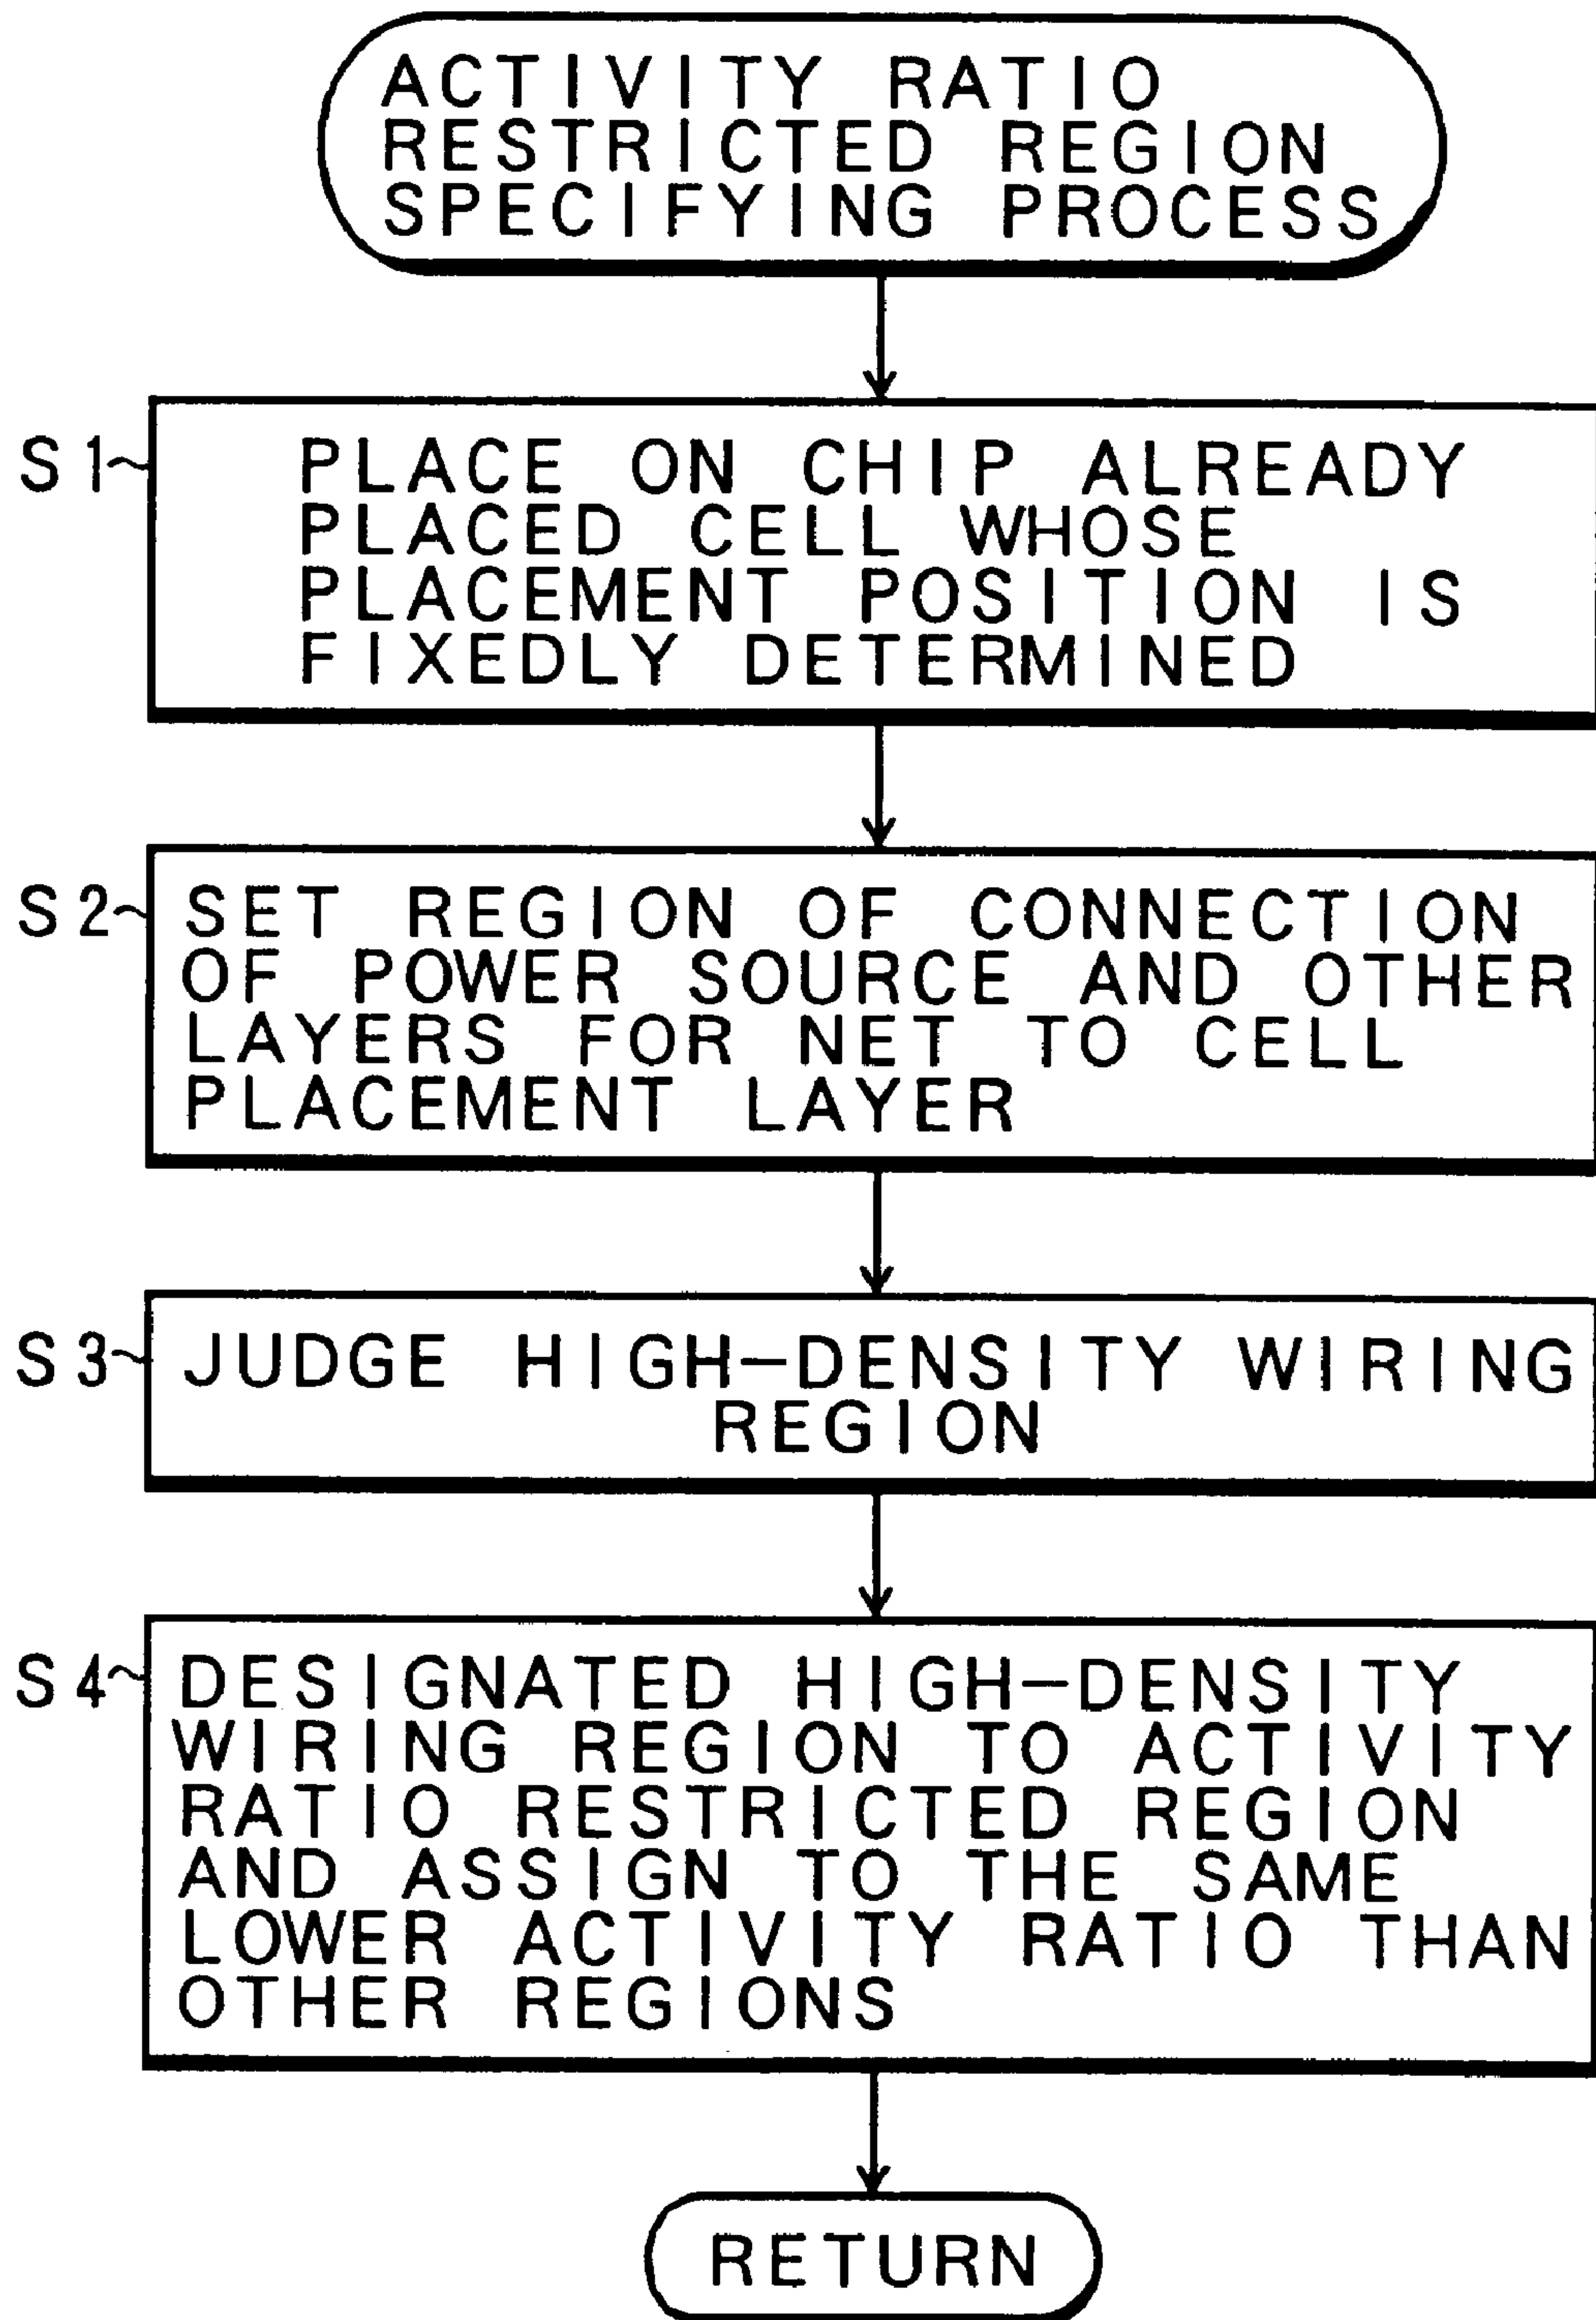 ACTIVITY RATIO
RESTRICTED REGION
SPECIFYING PROCESS
S1
PLACE ON CHIP ALREADY
PLACED CELL WHOSE
PLACEMENT POSITION IS
FIXEDLY DETERMINED
S2
SET REGION OF CONNECTION
OF POWER SOURCE AND OTHER
LAYERS FOR NET TO CELL
PLACEMENT LAYER
S3
JUDGE HIGH-DENSITY WIRING
REGION
S4
DESIGNATED HIGH-DENSITY
WIRING REGION TO ACTIVITY
RATIO RESTRICTED REGION
AND ASSIGN TO THE SAME
LOWER ACTIVITY RATIO THAN
OTHER REGIONS
RETURN